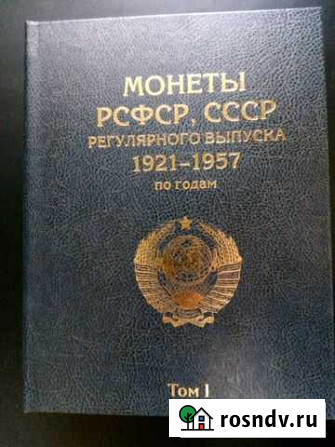 МОНЕТЫ
РСФСР, СССР
РЕГУЛЯРНОГО ВЫПУСКА
1921-1957
ПО ГОДАМ
Том I
rosndv.ru